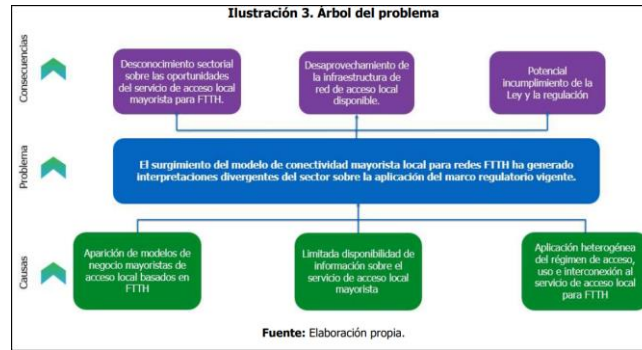 Ilustración 3. Árbol del problema
Consecuencias
Desconocimiento sectorial
sobre las oportunidades
del servicio de acceso local
mayorista para FTTH.
Desaprovechamiento de
la infraestructura de
red de acceso local
disponible.
Potencial
incumplimiento de la
Ley y la regulación
Problema
El surgimiento del modelo de conectividad mayorista local para redes FTTH ha generado
interpretaciones divergentes del sector sobre la aplicación del marco regulatorio vigente.
Causas
Aparición de modelos de
negocio mayoristas de
acceso local basados en
FTTH
Limitada disponibilidad de
información sobre el
servicio de acceso local
mayorista
Aplicación heterogénea
del régimen de acceso,
uso e interconexión al
servicio de acceso local
para FTTH
Fuente: Elaboración propia.